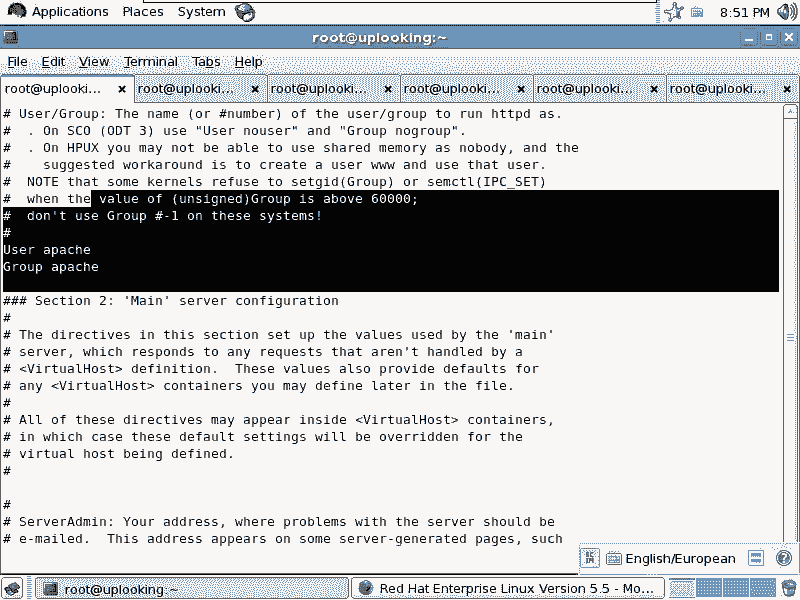 Applications Places System 8:51 PM
root@uplooking:~
File Edit View Terminal Tabs Help
root@uplooki... root@uplooki... root@uplooki... root@uplooki... root@uplooki... root@uplooki...
# User/Group: The name (or #number) of the user/group to run httpd as.
#  . On SCO (ODT 3) use "User nouser" and "Group nogroup".
#  . On HPUX you may not be able to use shared memory as nobody, and the
#    suggested workaround is to create a user www and use that user.
#  NOTE that some kernels refuse to setgid(Group) or semctl(IPC_SET)
#  when the value of (unsigned)Group is above 60000;
#  don't use Group #-1 on these systems!
#
User apache
Group apache
### Section 2: 'Main' server configuration
#
# The directives in this section set up the values used by the 'main'
# server, which responds to any requests that aren't handled by a
# <VirtualHost> definition.  These values also provide defaults for
# any <VirtualHost> containers you may define later in the file.
#
# All of these directives may appear inside <VirtualHost> containers,
# in which case these default settings will be overridden for the
# virtual host being defined.
#
#
# ServerAdmin: Your address, where problems with the server should be
# e-mailed.  This address appears on some server-generated pages, such
English/European
root@uplooking:~ Red Hat Enterprise Linux Version 5.5 - Mo...